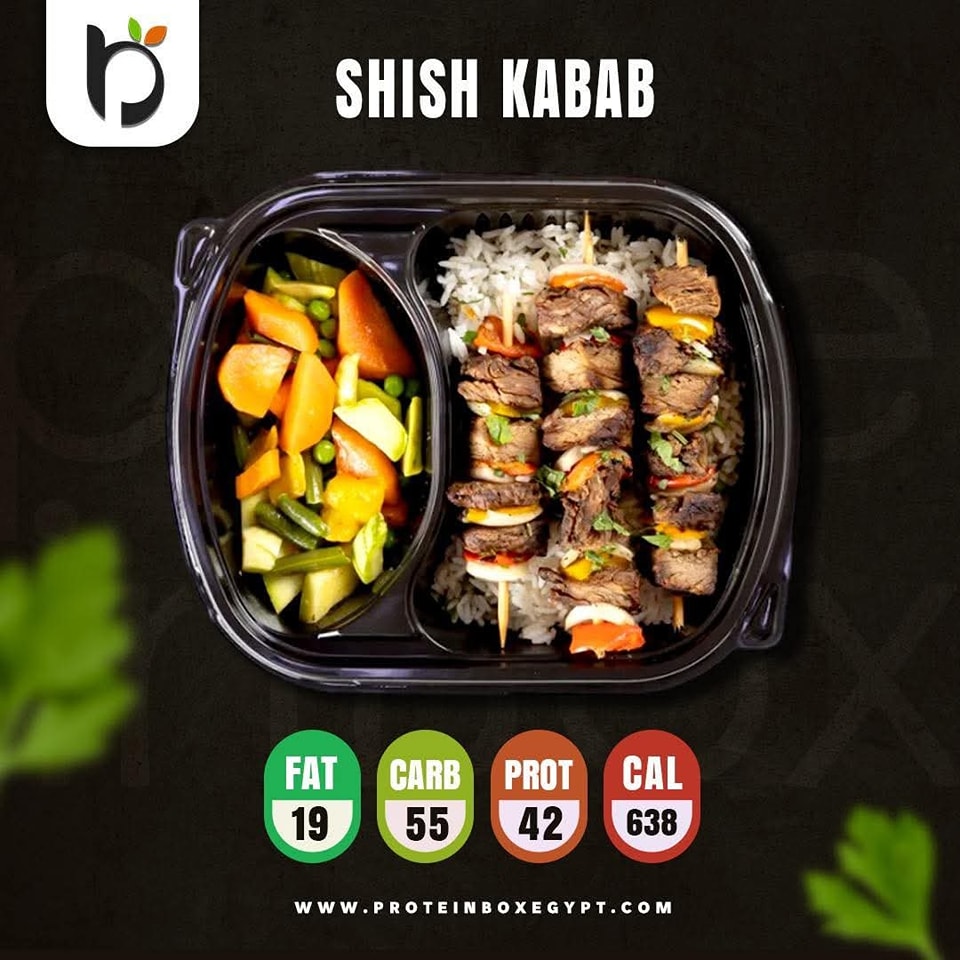 SHISH KABAB
FAT
19
CARB
55
PROT
42
CAL
638
WWW.PROTEINBOXEGYPT.COM